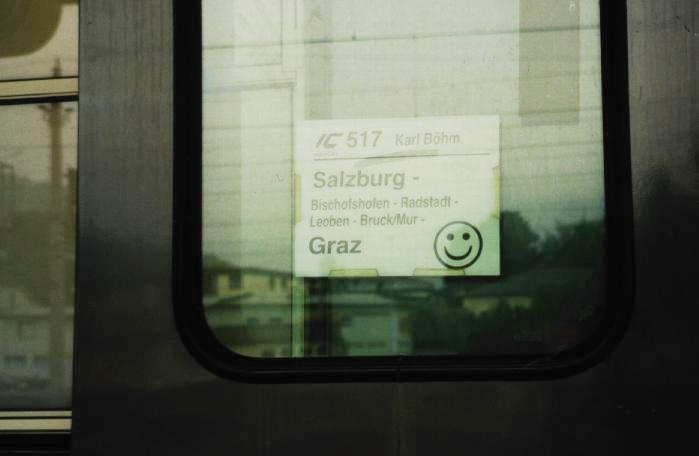 IC 517 Karl Böhm
Salzburg -
Bischofshofen - Radstadt -
Leoben - Bruck/Mur -
Graz